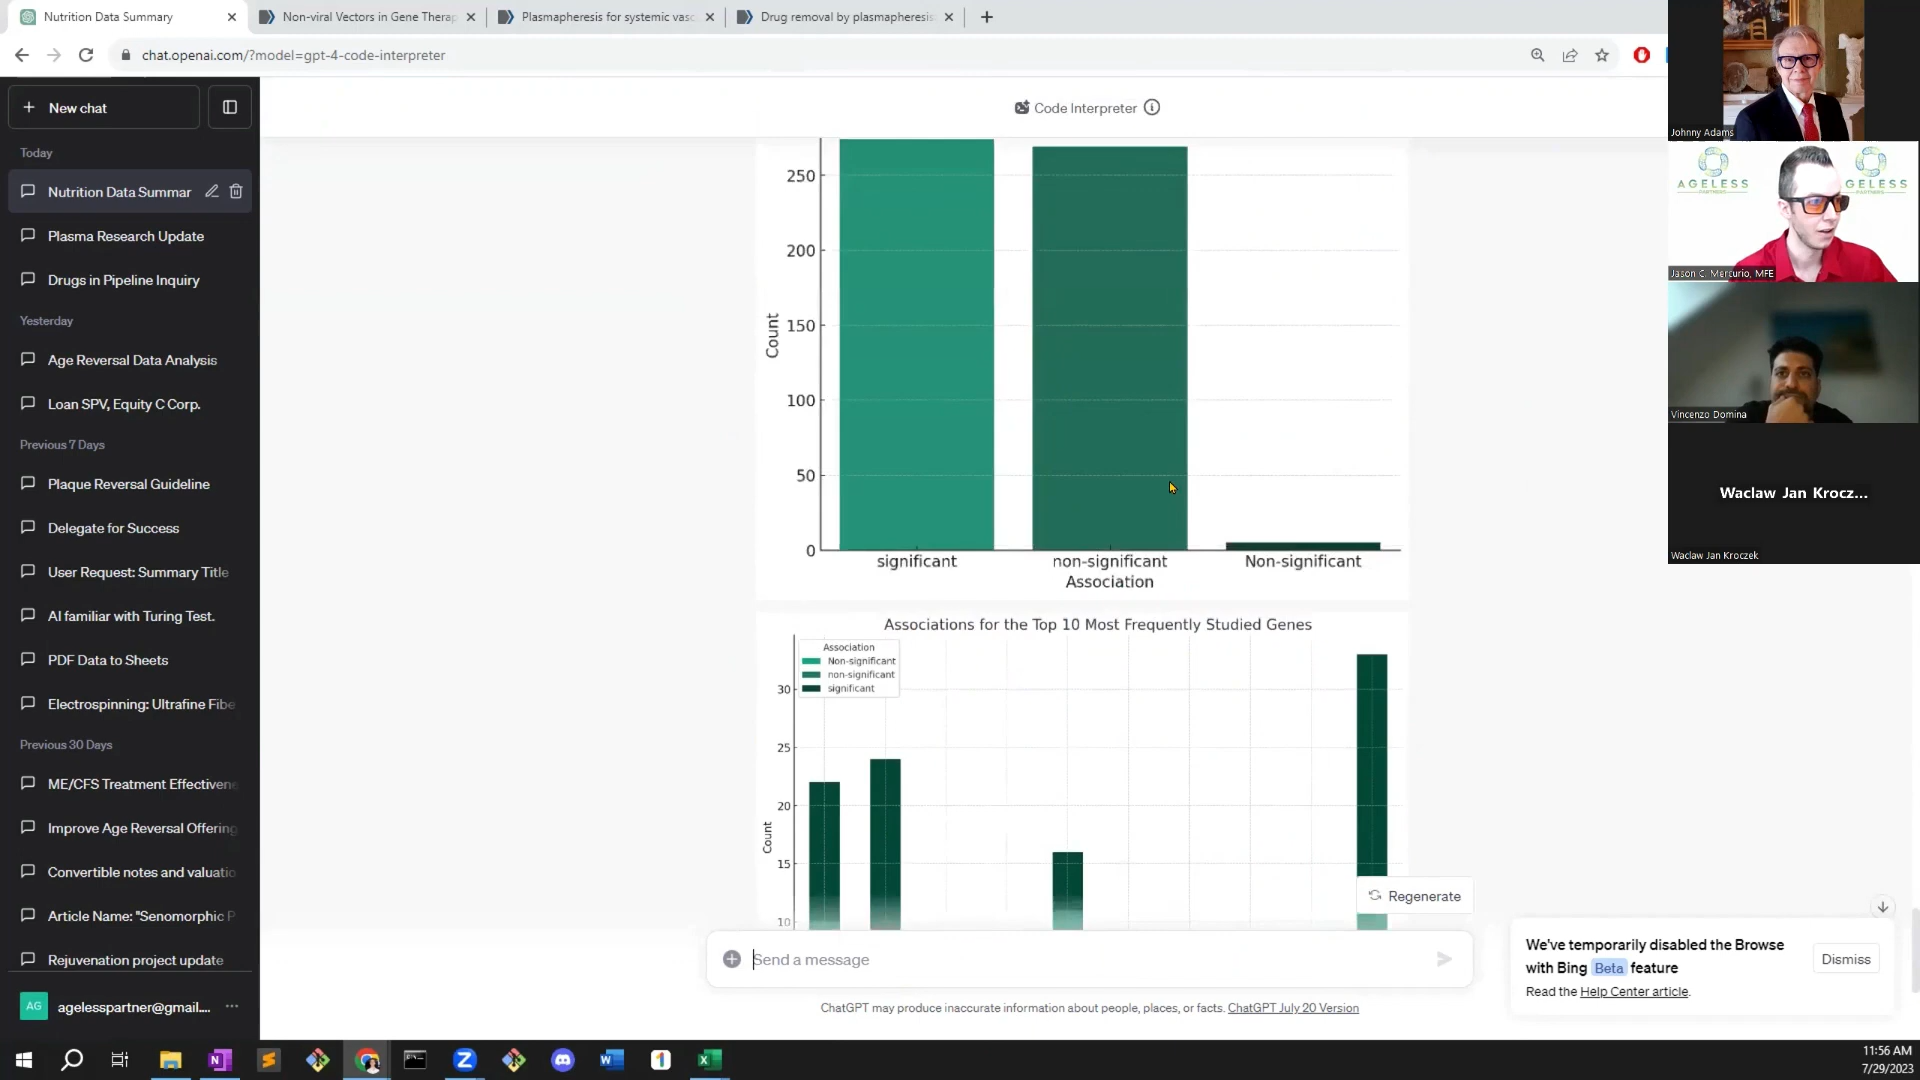 Nutrition Data Summary
Non-viral Vectors in Gene Therap
Plasmapheresis for systemic vasc
Drug removal by plasmapheresis
chat.openai.com/?model=gpt-4-code-interpreter
New chat
Today
Nutrition Data Summar
Plasma Research Update
Drugs in Pipeline Inquiry
Yesterday
Age Reversal Data Analysis
Loan SPV, Equity C Corp.
Previous 7 Days
Plaque Reversal Guideline
Delegate for Success
User Request: Summary Title
AI familiar with Turing Test.
PDF Data to Sheets
Electrospinning: Ultrafine Fibe
Previous 30 Days
ME/CFS Treatment Effectivene
Improve Age Reversal Offering
Convertible notes and valuatio
Article Name: "Senomorphic P
Rejuvenation project update
AG
agelesspartner@gmail....
Code Interpreter
250
200
150
100
50
0
Count
significant
non-significant
Non-significant
Association
Associations for the Top 10 Most Frequently Studied Genes
Association
Non-significant
non-significant
significant
30
25
20
15
10
Count
Regenerate
Send a message
ChatGPT may produce inaccurate information about people, places, or facts. ChatGPT July 20 Version
We've temporarily disabled the Browse
with Bing Beta feature
Read the Help Center article.
Dismiss
Johnny Adams
AGELESS
PARTNERS
GELESS
PARTNERS
Jason C. Mercurio, MFE
Vincenzo Domina
Waclaw Jan Krocz...
Waclaw Jan Kroczek
11:56 AM
7/29/2023